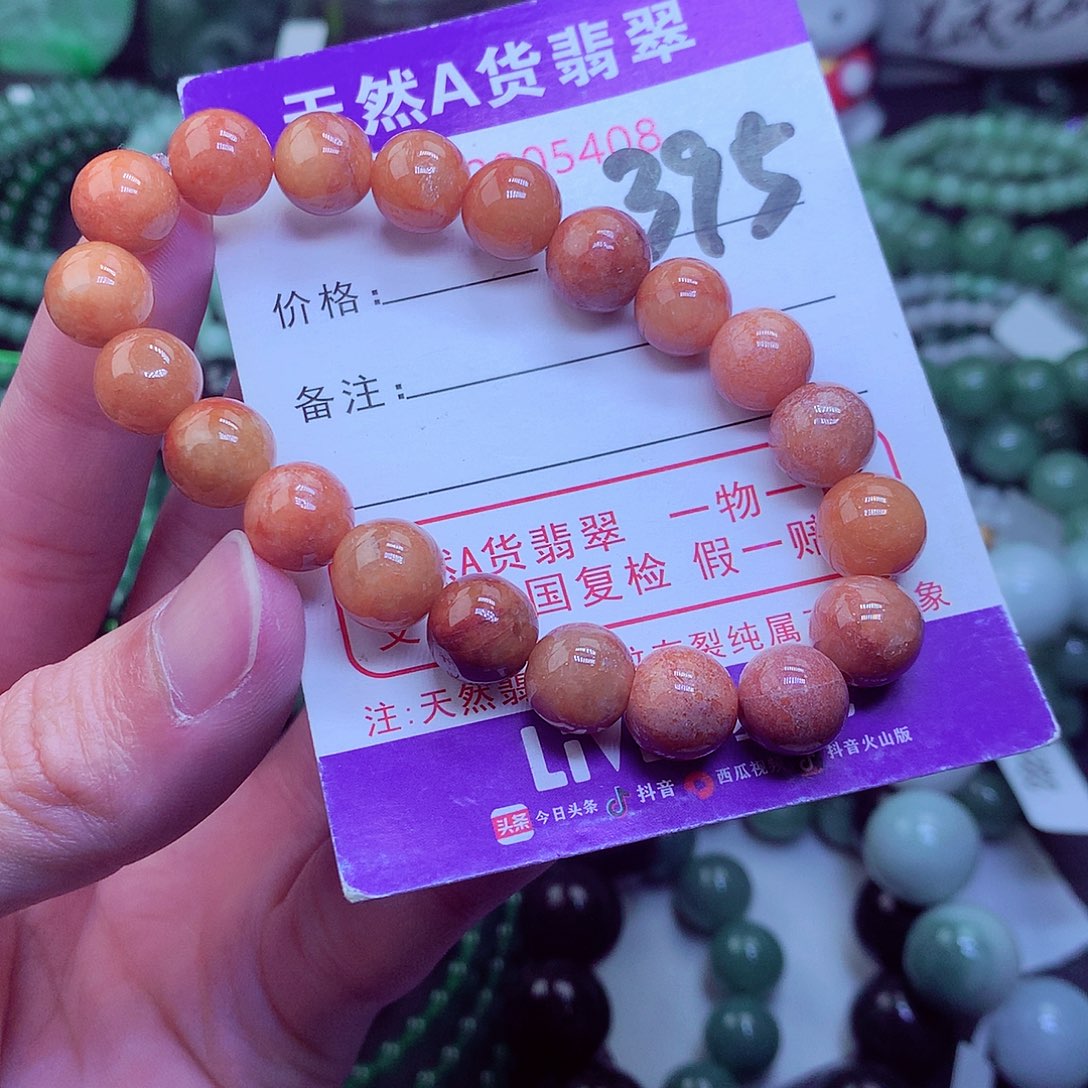 天然A货翡翠
05408
395
价格:
备注:
A货翡翠 一物一
国复检 假一赔
注:天然翡 裂纯属 象
LIV
头条 今日头条 抖音 西瓜视 抖音火山版